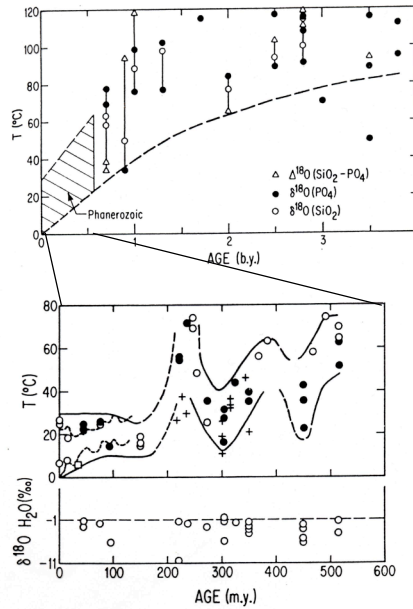 120
100
80
60
40
20
0
T (°C)
Phanerozoic
△ Δ¹⁸O (SiO₂-PO₄)
● δ¹⁸O (PO₄)
○ δ¹⁸O (SiO₂)
0 1 2 3
AGE (b.y.)
80
60
40
20
0
T (°C)
-1
-11
δ¹⁸O H₂O(‰)
0 100 200 300 400 500 600
AGE (m.y.)